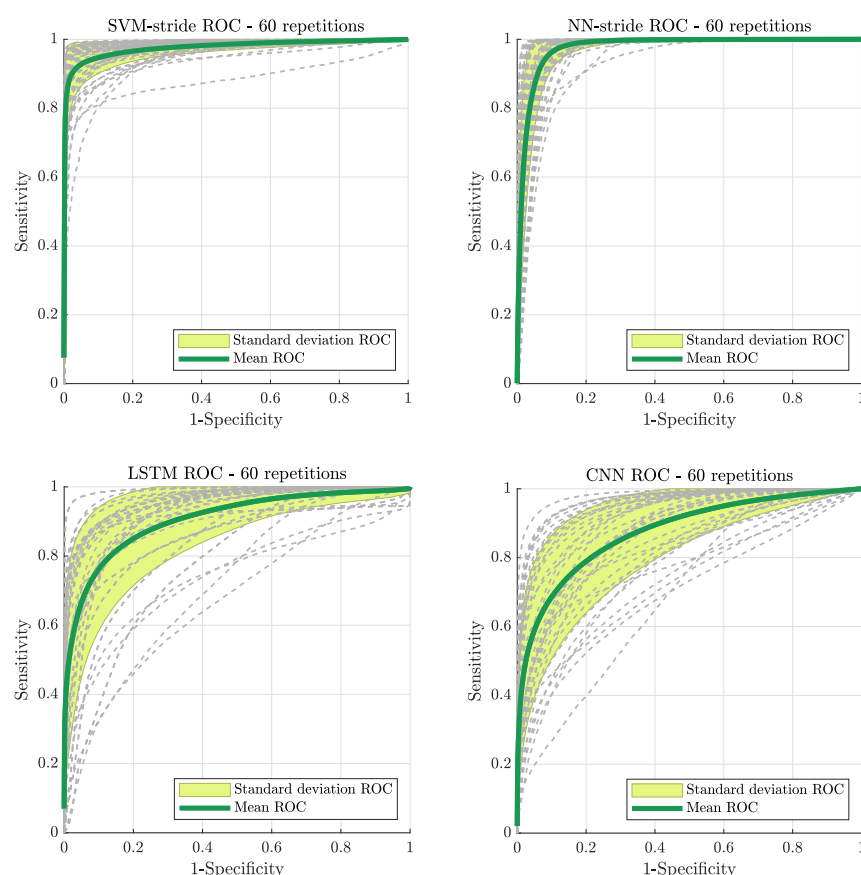 SVM-stride ROC - 60 repetitions
1
0.8
0.6
0.4
0.2
0
Sensitivity
Standard deviation ROC
Mean ROC
0 0.2 0.4 0.6 0.8 1
1-Specificity
NN-stride ROC - 60 repetitions
1
0.8
0.6
0.4
0.2
0
Sensitivity
Standard deviation ROC
Mean ROC
0 0.2 0.4 0.6 0.8 1
1-Specificity
LSTM ROC - 60 repetitions
1
0.8
0.6
0.4
0.2
0
Sensitivity
Standard deviation ROC
Mean ROC
0 0.2 0.4 0.6 0.8 1
1-Specificity
CNN ROC - 60 repetitions
1
0.8
0.6
0.4
0.2
0
Sensitivity
Standard deviation ROC
Mean ROC
0 0.2 0.4 0.6 0.8 1
1-Specificity